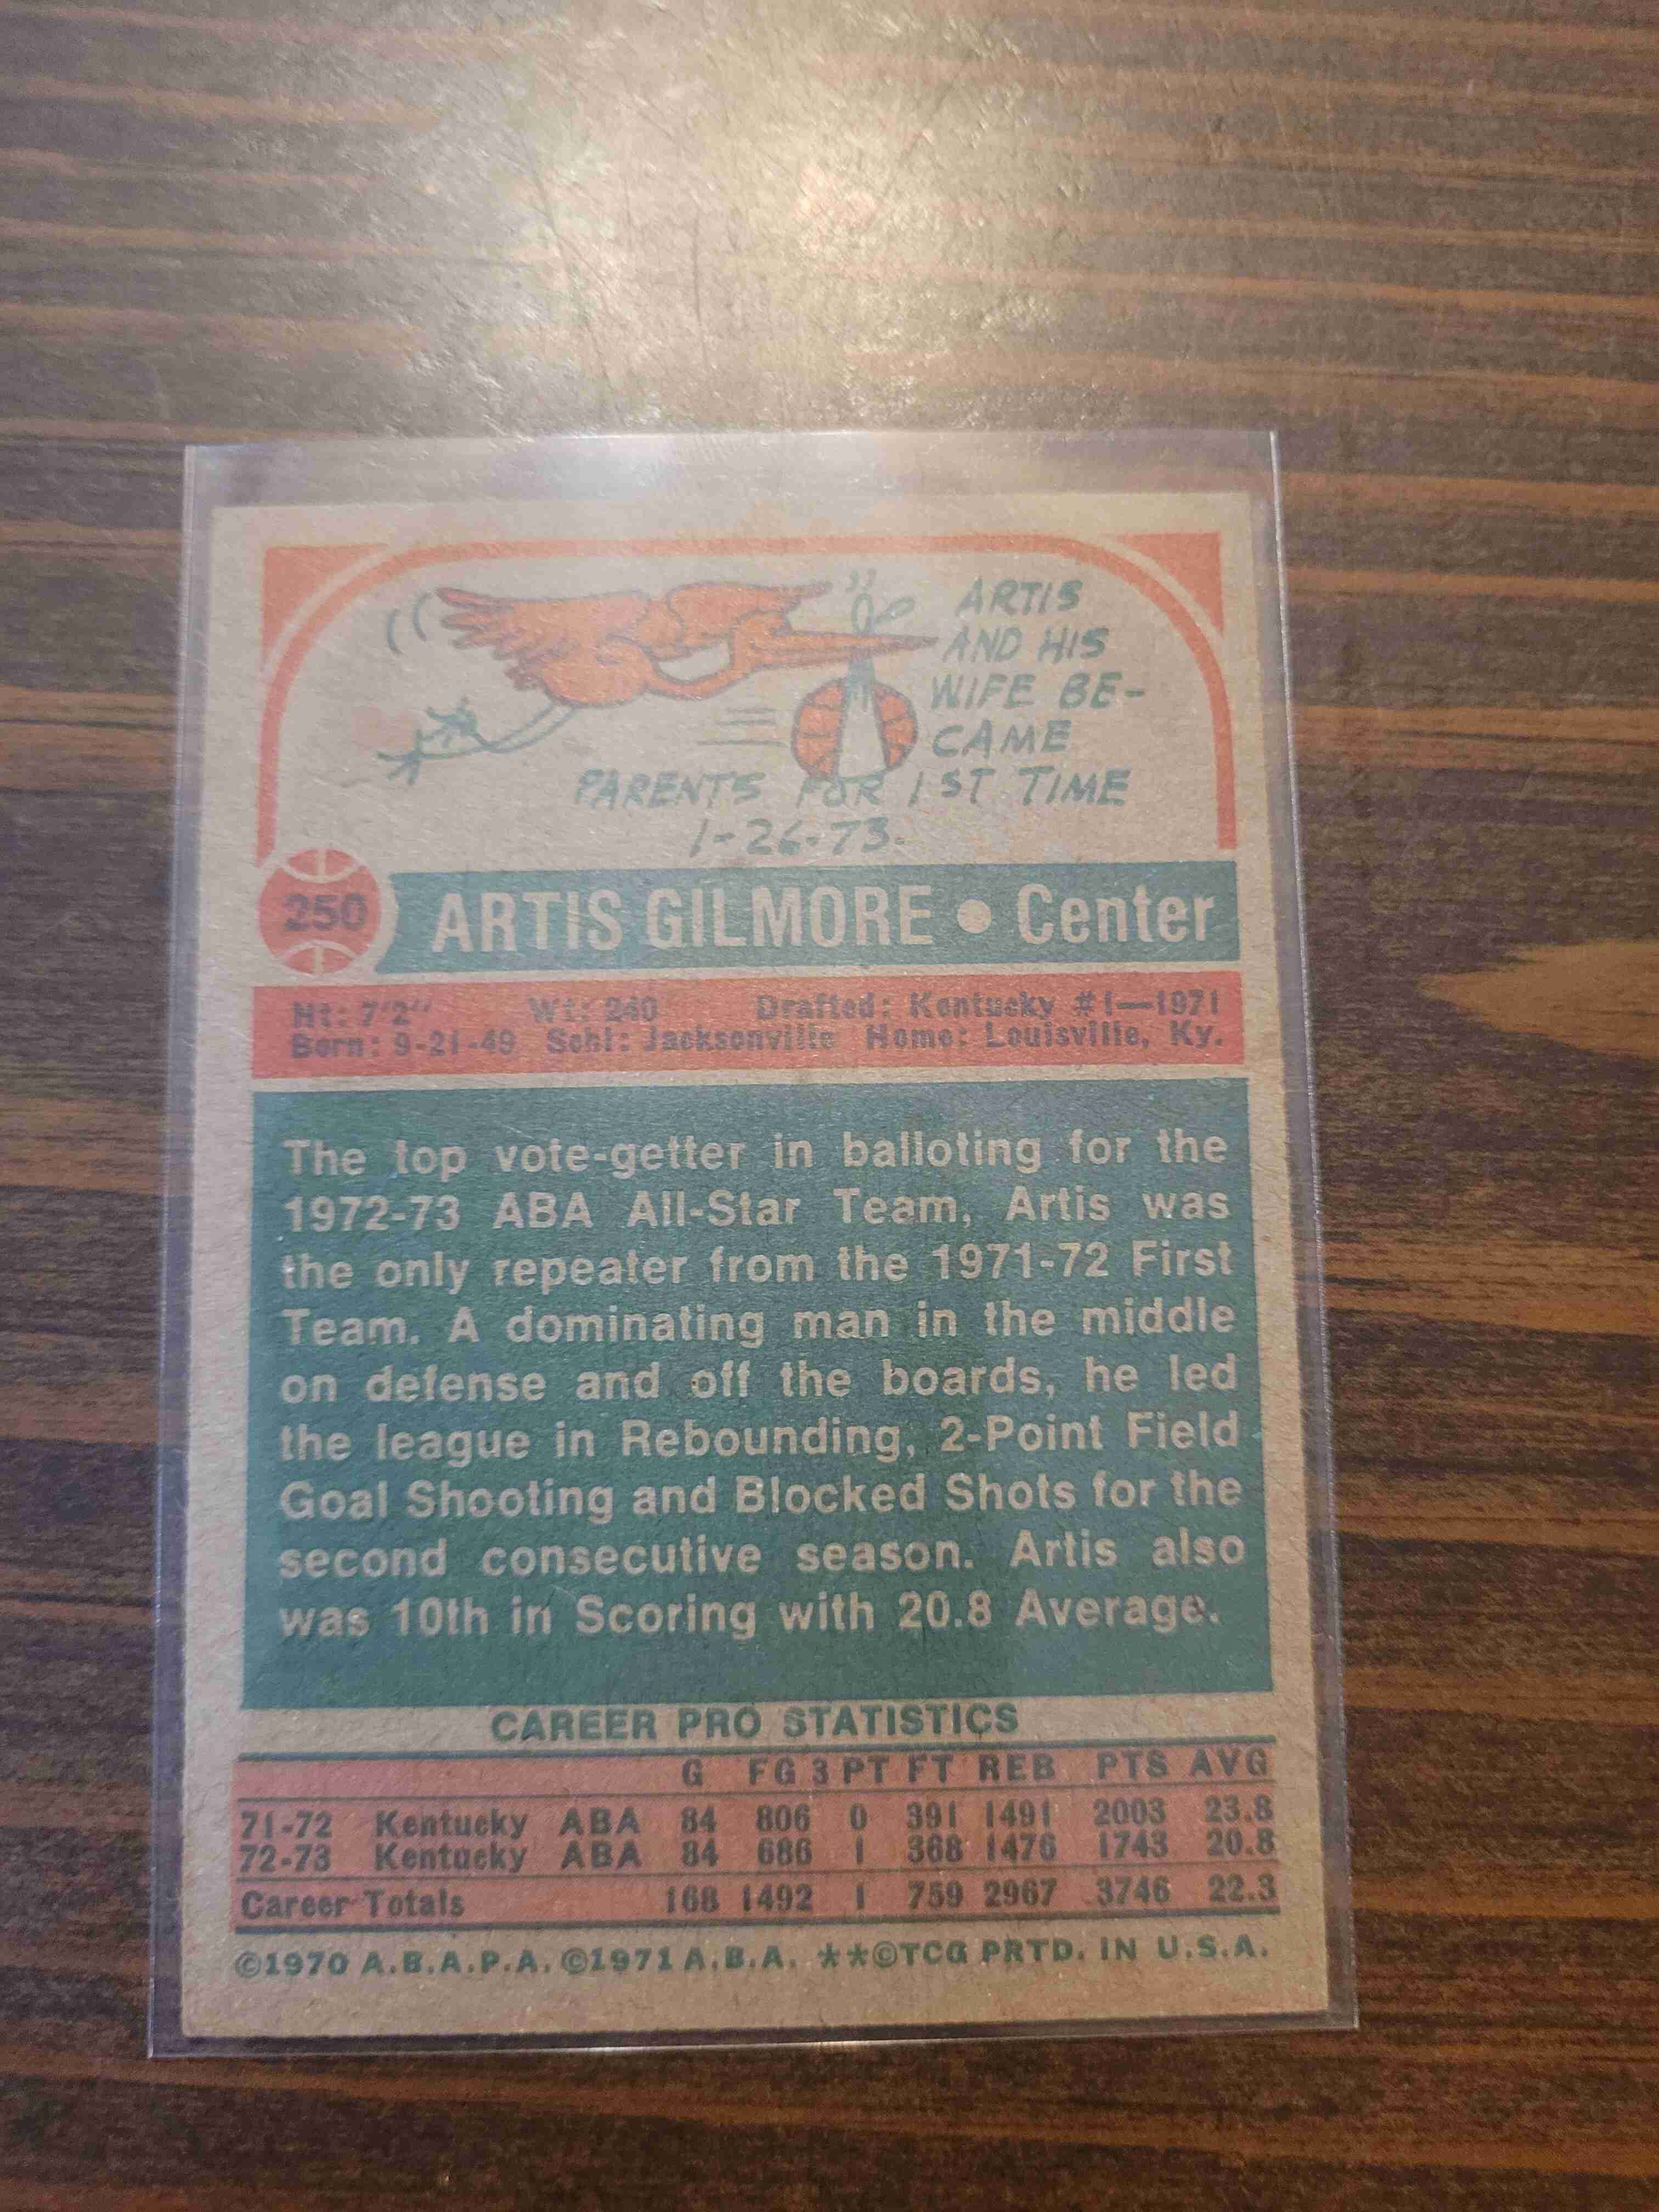 ARTIS
AND HIS
WIFE BE-
CAME
PARENTS FOR 1ST TIME
1-26-73.
250
ARTIS GILMORE • Center
Ht: 7'2" Wt: 240 Drafted: Kentucky #1—1971
Born: 9-21-49 Schl: Jacksonville Home: Louisville, Ky.
The top vote-getter in balloting for the
1972-73 ABA All-Star Team, Artis was
the only repeater from the 1971-72 First
Team. A dominating man in the middle
on defense and off the boards, he led
the league in Rebounding, 2-Point Field
Goal Shooting and Blocked Shots for the
second consecutive season. Artis also
was 10th in Scoring with 20.8 Average.
CAREER PRO STATISTICS
G FG 3 PT FT REB PTS AVG
71-72 Kentucky ABA 84 806 0 391 1491 2003 23.8
72-73 Kentucky ABA 84 686 1 368 1476 1743 20.8
Career Totals 168 1492 1 759 2967 3746 22.3
©1970 A.B.A.P.A. ©1971 A.B.A. **©TCG PRTD. IN U.S.A.